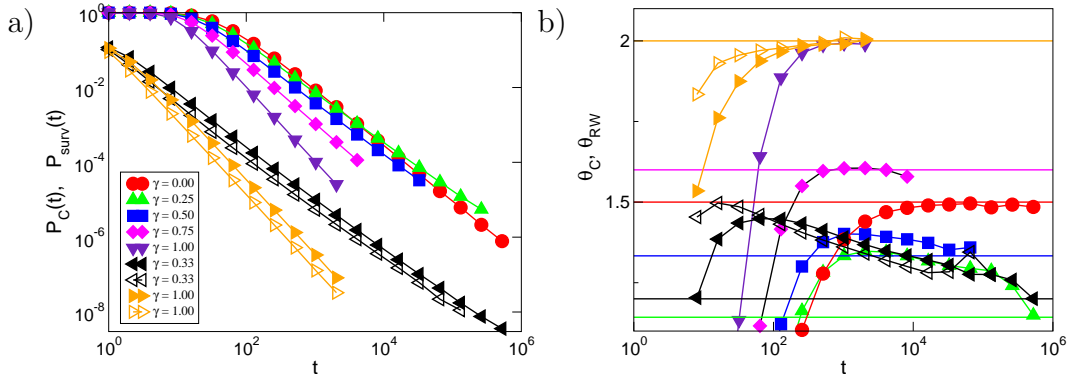 a)
P_C(t), P_surv(t)
10^0
10^-2
10^-4
10^-6
10^-8
γ = 0.00
γ = 0.25
γ = 0.50
γ = 0.75
γ = 1.00
γ = 0.33
γ = 0.33
γ = 1.00
γ = 1.00
10^0
10^2
10^4
10^6
t
b)
θ_C, θ_RW
2
1.5
10^0
10^2
10^4
10^6
t